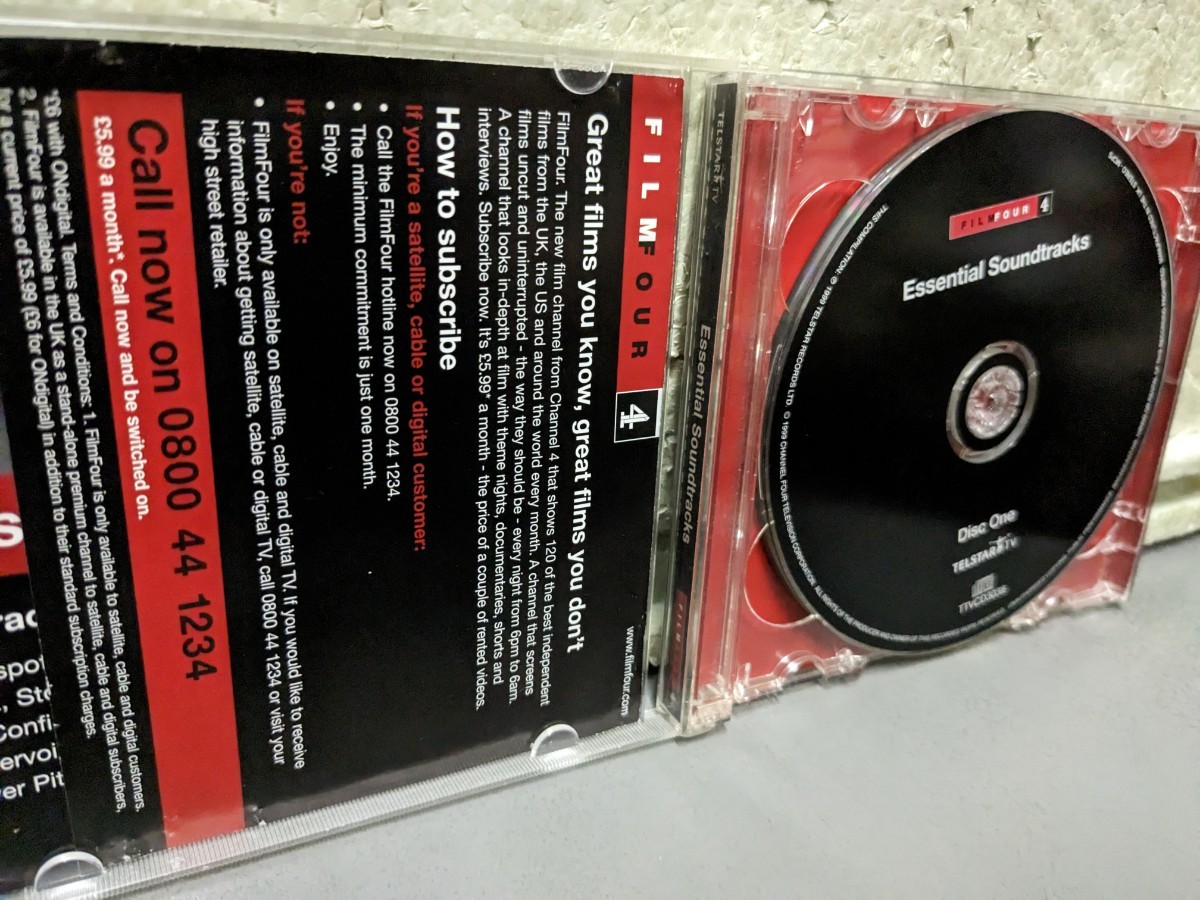 FILMFOUR 4
www.filmfour.com
Great films you know, great films you don't
FilmFour. The new film channel from Channel 4 that shows 120 of the best independent
films from the UK, the US and around the world every month. A channel that screens
films uncut and uninterrupted - the way they should be - every night from 6pm to 6am.
A channel that looks in-depth at film with theme nights, documentaries, shorts and
interviews. Subscribe now. It's £5.99* a month - the price of a couple of rented videos.
How to subscribe
If you're a satellite, cable or digital customer:
• Call the FilmFour hotline now on 0800 44 1234.
• The minimum commitment is just one month.
• Enjoy.
If you're not:
• FilmFour is only available on satellite, cable and digital TV. If you would like to receive
information about getting satellite, cable or digital TV, call 0800 44 1234 or visit your
high street retailer.
Call now on 0800 44 1234
£5.99 a month*. Call now and be switched on.
*£6 with ONdigital. Terms and Conditions: 1. FilmFour is only available to satellite, cable and digital customers.
2. FilmFour is available in the UK as a stand-alone premium channel to satellite, cable and digital subscribers,
for a current price of £5.99 (£6 for ONdigital) in addition to their standard subscription charges.
TELSTAR TV
Essential Soundtracks
FILMFOUR
FILMFOUR 4
Essential Soundtracks
Disc One
TELSTAR TV
THIS COMPILATION: ℗ 1999 TELSTAR RECORDS LTD. © 1999 CHANNEL FOUR TELEVISION CORPORATION. ALL RIGHTS OF THE PRODUCER AND OWNER OF THE